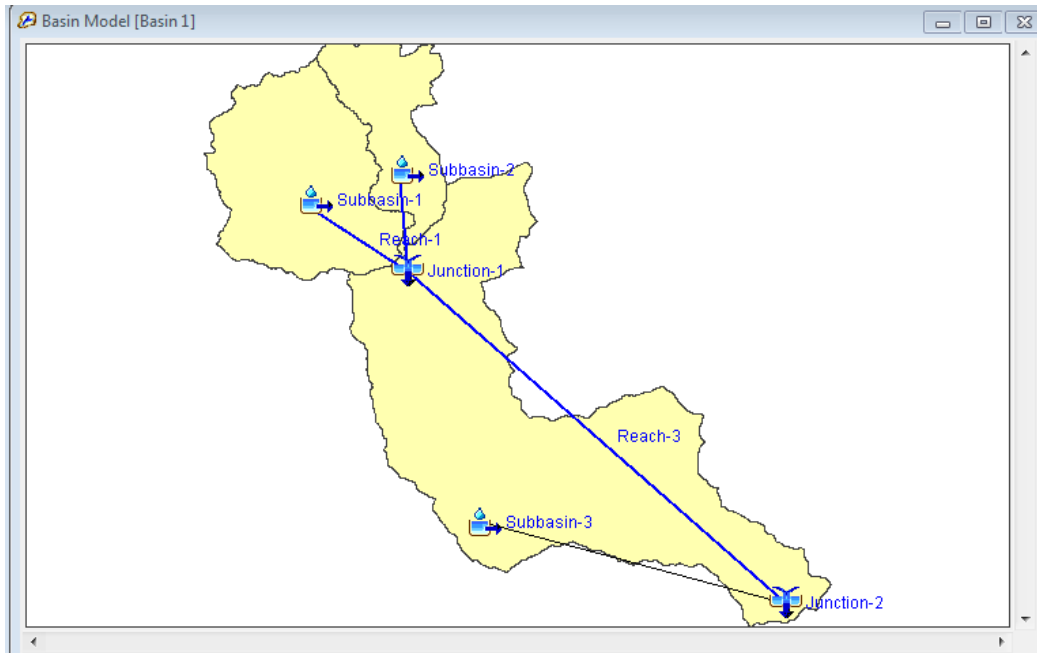 Basin Model [Basin 1]
Subbasin-2
Subbasin-1
Reach-1
Junction-1
Reach-3
Subbasin-3
Junction-2